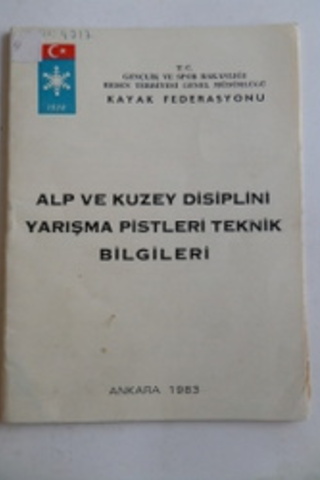 4717
T. C.
GENÇLİK VE SPOR BAKANLIĞI
BEDEN TERBİYESİ GENEL MÜDÜRLÜĞÜ
KAYAK FEDERASYONU
ALP VE KUZEY DİSİPLİNİ
YARIŞMA PİSTLERİ TEKNİK
BİLGİLERİ
ANKARA 1983